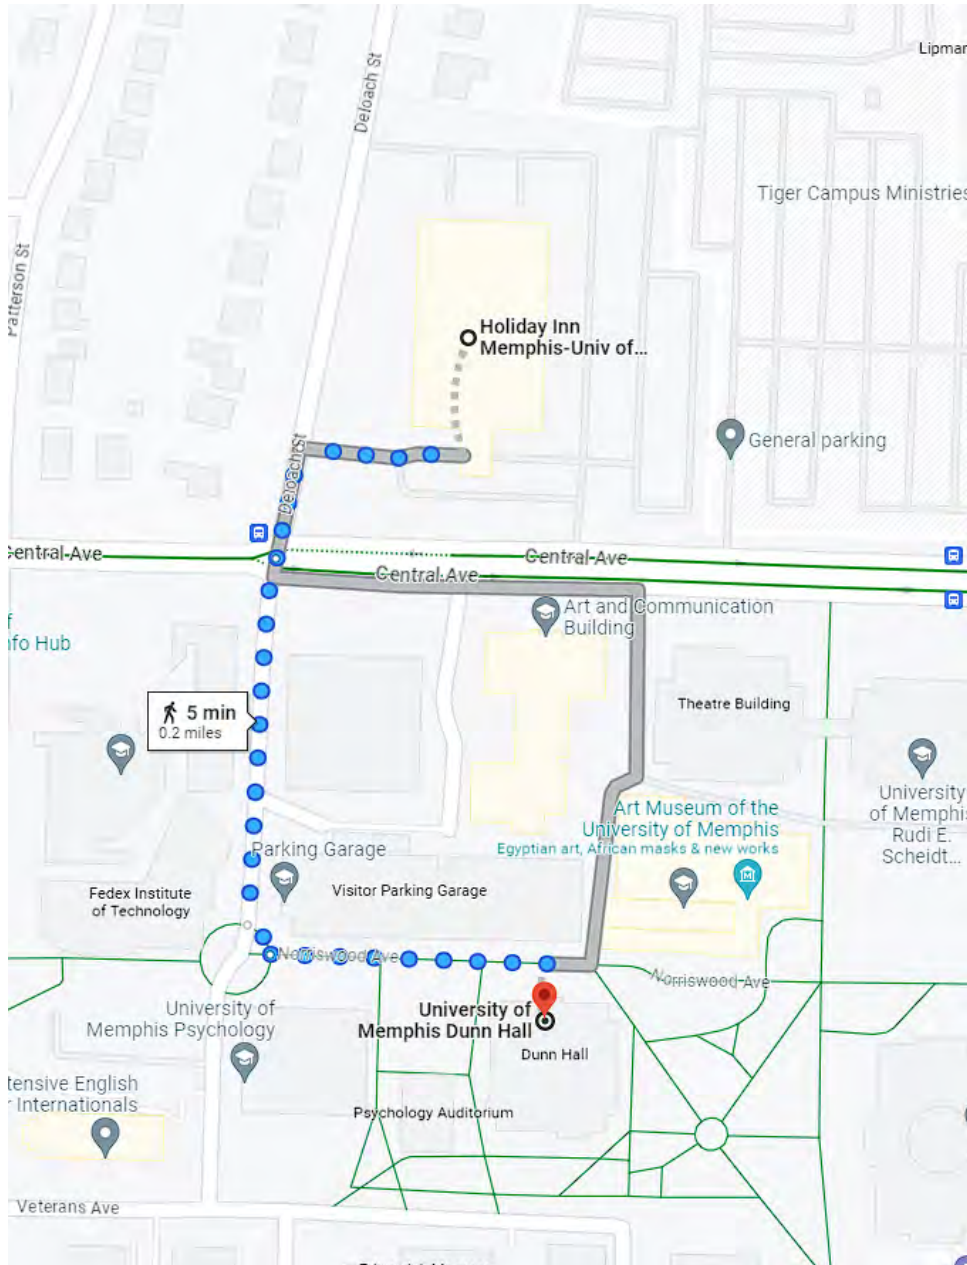 Lipmar
Deloach St
Tiger Campus Ministries
Patterson St
Holiday Inn
Memphis-Univ of...
General parking
Deloach St
Central Ave
Central Ave
Central Ave
Art and Communication
Building
f
nfo Hub
Theatre Building
5 min
0.2 miles
University
of Memphis
Rudi E.
Scheidt...
Art Museum of the
University of Memphis
Egyptian art, African masks & new works
Parking Garage
Visitor Parking Garage
Fedex Institute
of Technology
Norriswood Ave
Norriswood Ave
University of
Memphis Psychology
University of
Memphis Dunn Hall
Dunn Hall
tensive English
r Internationals
Psychology Auditorium
Veterans Ave